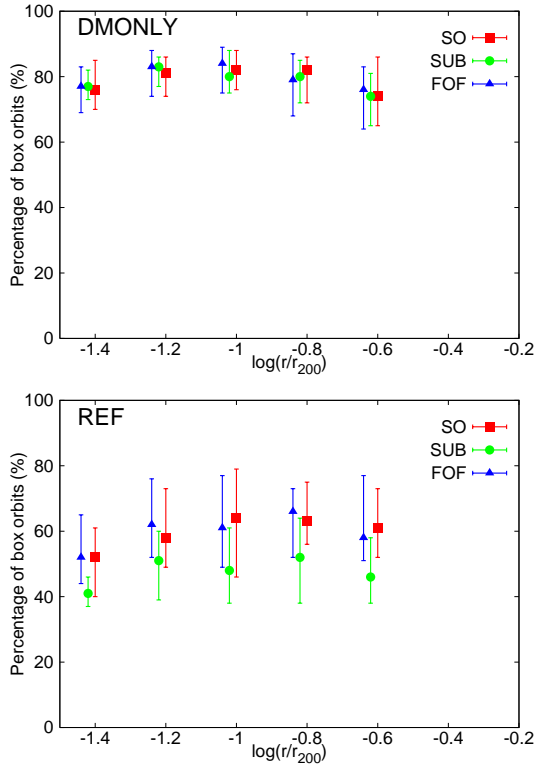 DMONLY
SO
SUB
FOF
Percentage of box orbits (%)
100
80
60
40
20
0
-1.4 -1.2 -1 -0.8 -0.6 -0.4 -0.2
log(r/r200)
REF
SO
SUB
FOF
Percentage of box orbits (%)
100
80
60
40
20
0
-1.4 -1.2 -1 -0.8 -0.6 -0.4 -0.2
log(r/r200)